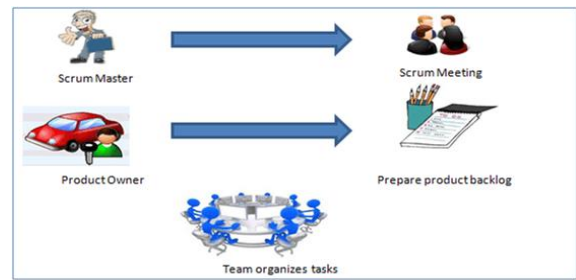 Scrum Master
Scrum Meeting
Product Owner
Prepare product backlog
Team organizes tasks